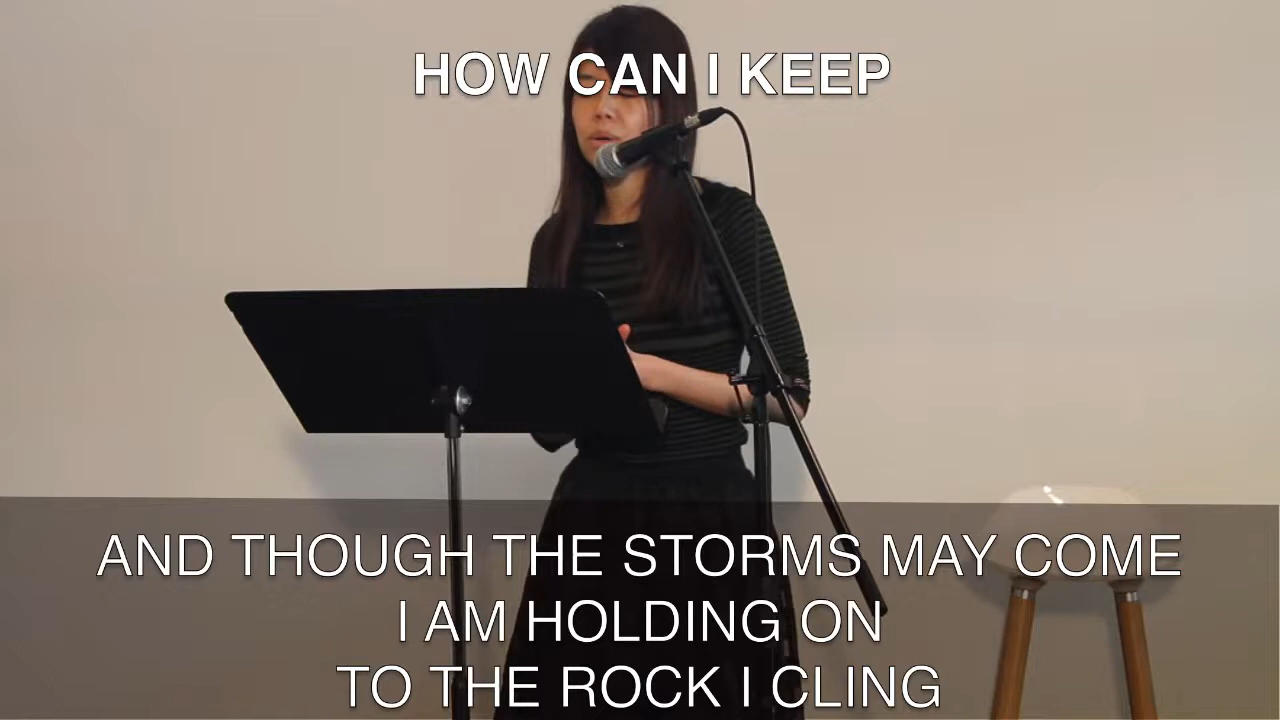 HOW CAN I KEEP
AND THOUGH THE STORMS MAY COME
I AM HOLDING ON
TO THE ROCK I CLING